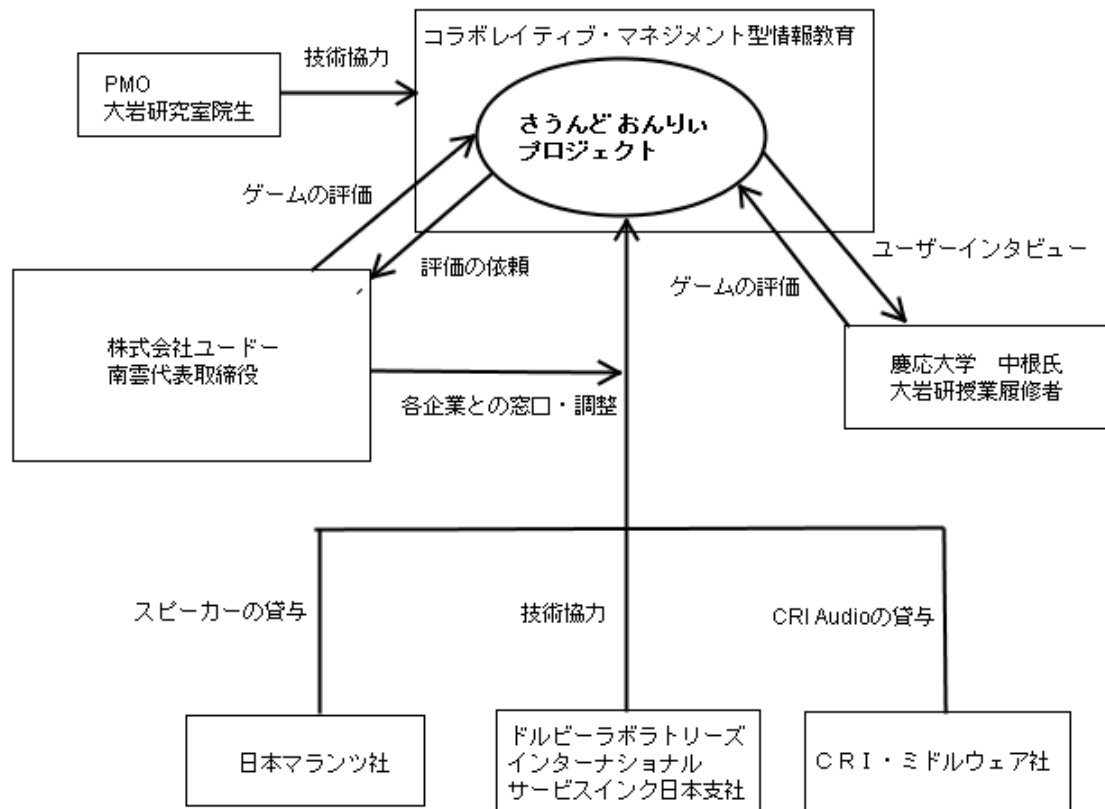 コラボレイティブ・マネジメント型情報教育
技術協力
PMO
大岩研究室院生
さうんど おんりぃ
プロジェクト
ゲームの評価
評価の依頼
ユーザーインタビュー
ゲームの評価
株式会社ユードー
南雲代表取締役
慶応大学　中根氏
大岩研授業履修者
各企業との窓口・調整
スピーカーの貸与
技術協力
CRI Audioの貸与
日本マランツ社
ドルビーラボラトリーズ
インターナショナル
サービスインク日本支社
ＣＲＩ・ミドルウェア社